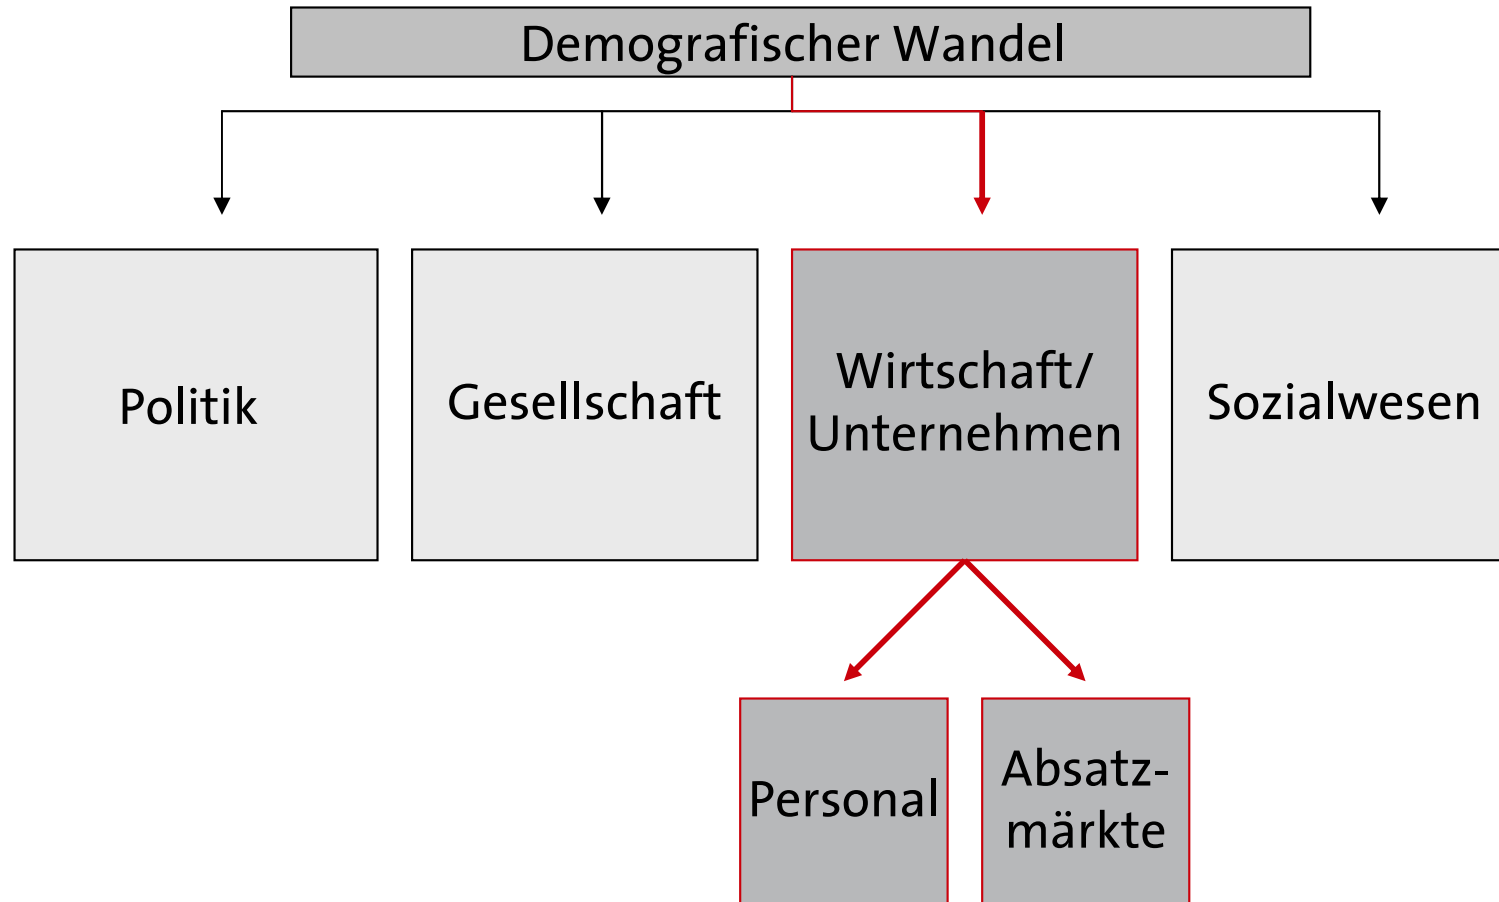 Demografischer Wandel
Politik
Gesellschaft
Wirtschaft/
Unternehmen
Sozialwesen
Personal
Absatz-
märkte